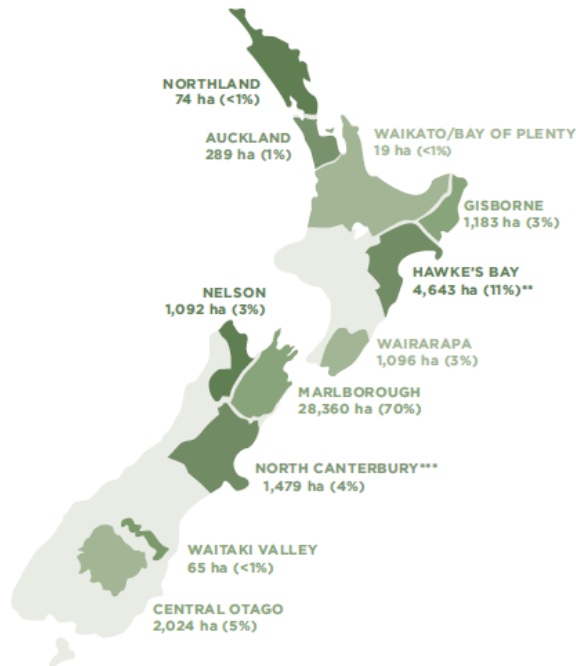 NORTHLAND
74 ha (<1%)
AUCKLAND
289 ha (1%)
WAIKATO/BAY OF PLENTY
19 ha (<1%)
GISBORNE
1,183 ha (3%)
HAWKE'S BAY
4,643 ha (11%)**
NELSON
1,092 ha (3%)
WAIRARAPA
1,096 ha (3%)
MARLBOROUGH
28,360 ha (70%)
NORTH CANTERBURY***
1,479 ha (4%)
WAITAKI VALLEY
65 ha (<1%)
CENTRAL OTAGO
2,024 ha (5%)